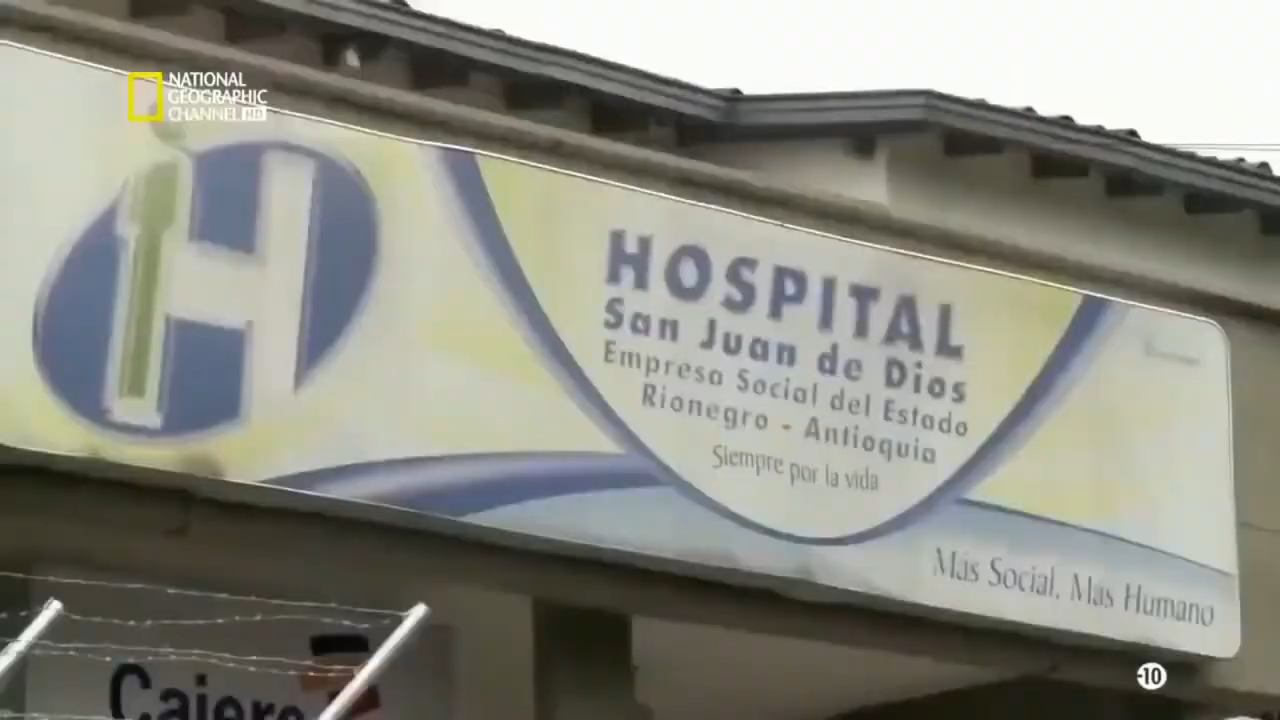 NATIONAL
GEOGRAPHIC
CHANNEL HD
H
HOSPITAL
San Juan de Dios
Empresa Social del Estado
Rionegro - Antioquia
Siempre por la vida
Más Social, Mas Humano
Cajero
-10